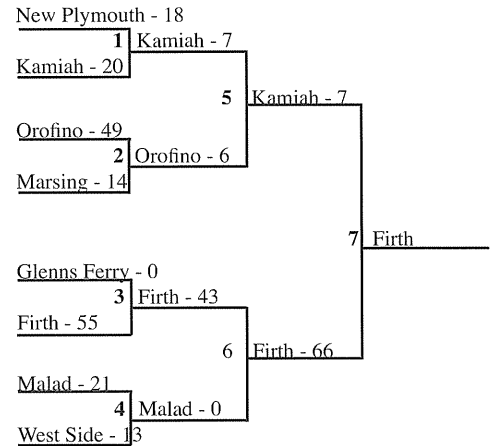 New Plymouth - 18
1 Kamiah - 7
Kamiah - 20
5 Kamiah - 7
Orofino - 49
2 Orofino - 6
Marsing - 14
7 Firth
Glenns Ferry - 0
3 Firth - 43
Firth - 55
6 Firth - 66
Malad - 21
4 Malad - 0
West Side - 13